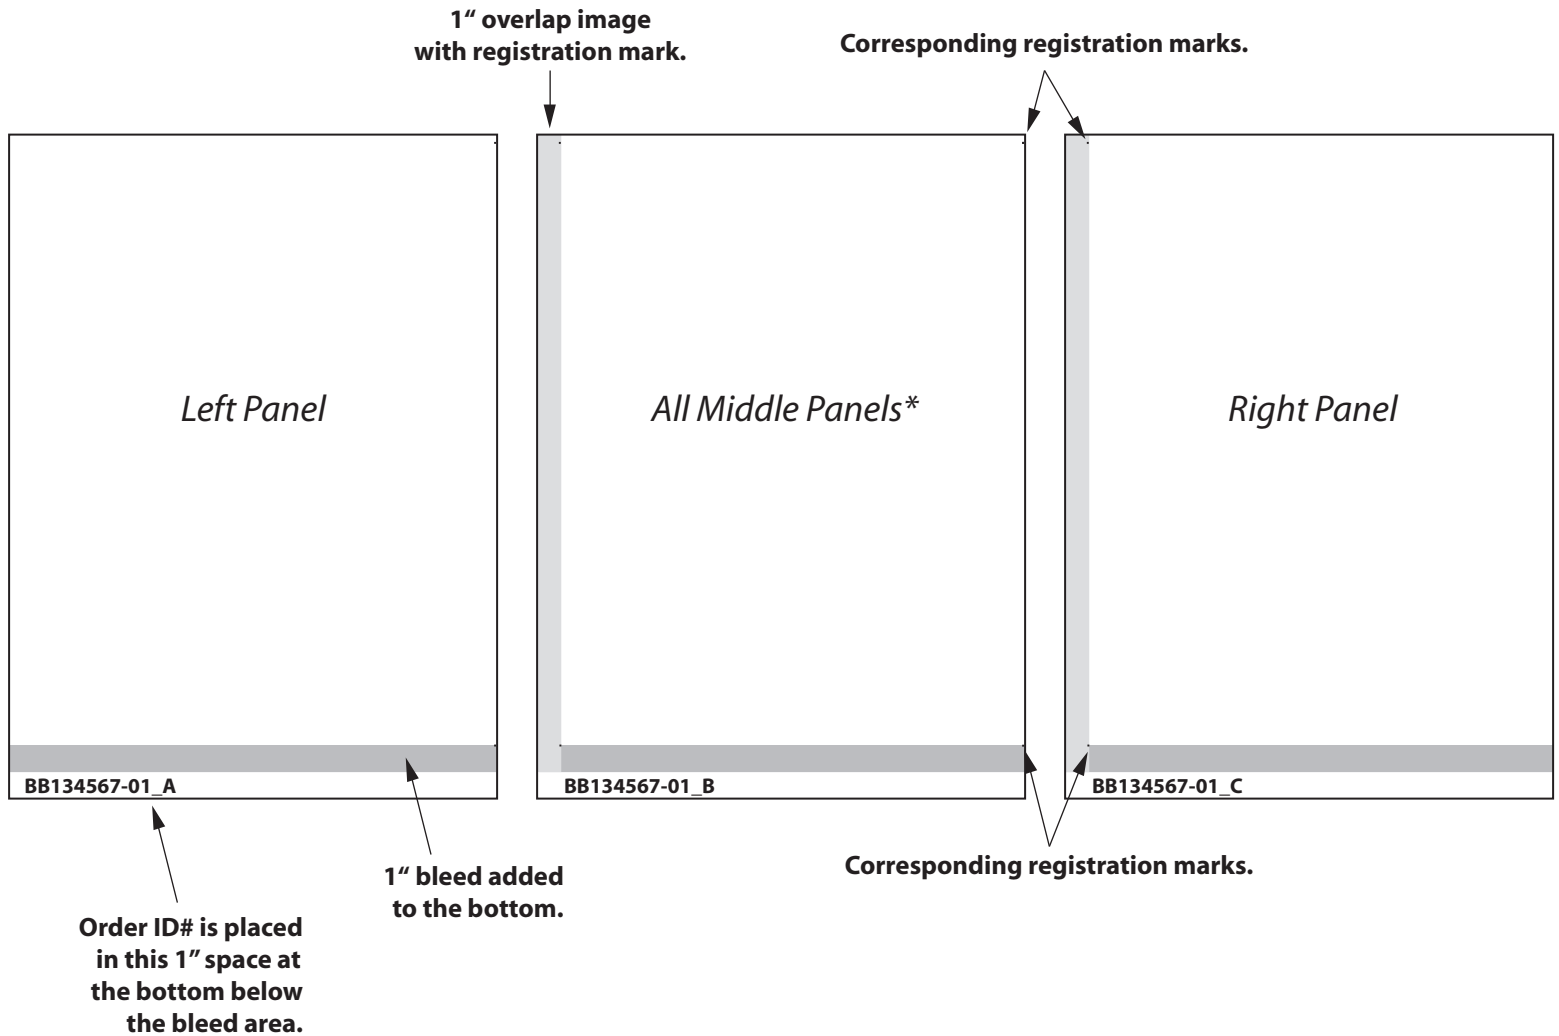 1“ overlap image
with registration mark.
Corresponding registration marks.
Left Panel
All Middle Panels*
Right Panel
BB134567-01_A
BB134567-01_B
BB134567-01_C
1“ bleed added
to the bottom.
Corresponding registration marks.
Order ID# is placed
in this 1” space at
the bottom below
the bleed area.